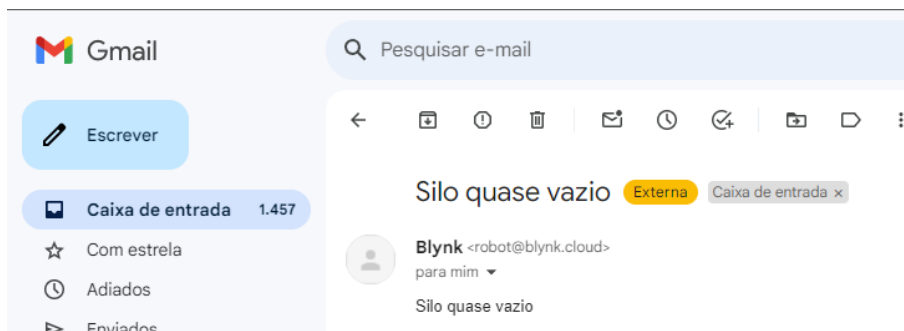 Gmail
Pesquisar e-mail
Escrever
Silo quase vazio Externa Caixa de entrada ×
Caixa de entrada 1.457
Blynk <robot@blynk.cloud>
Com estrela
para mim
Adiados
Silo quase vazio
Enviados